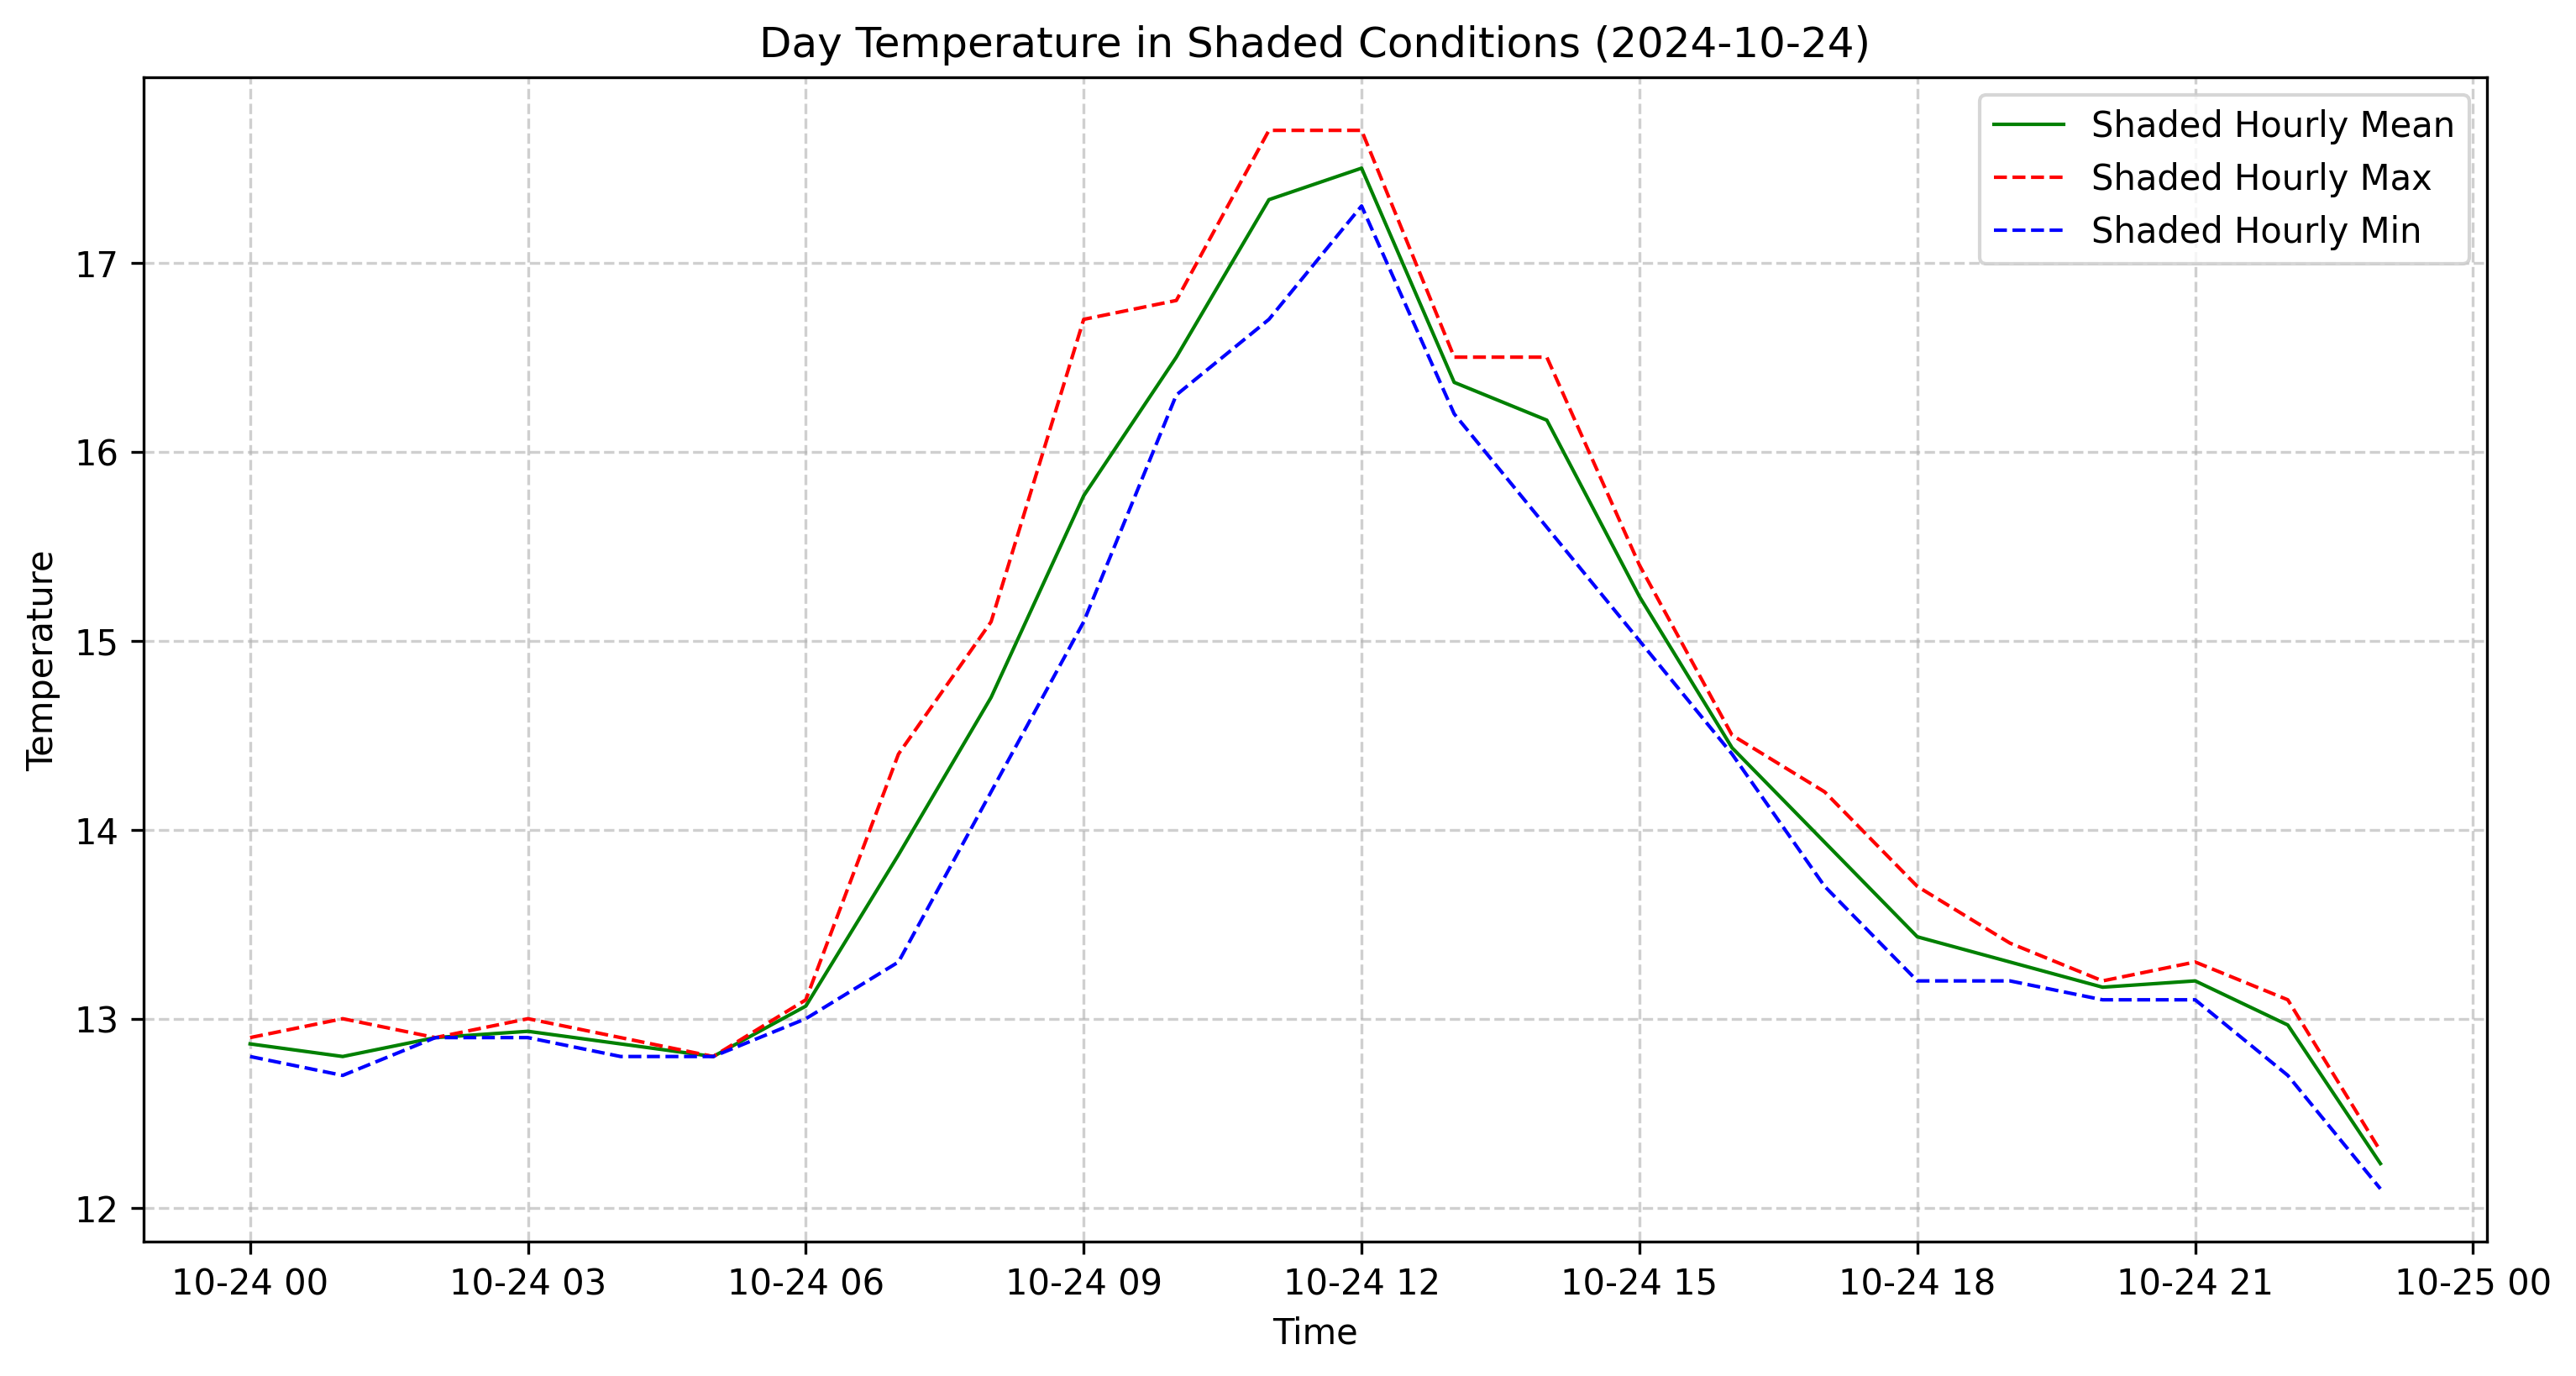 Day Temperature in Shaded Conditions (2024-10-24)
Shaded Hourly Mean
Shaded Hourly Max
Shaded Hourly Min
17
16
15
14
13
12
Temperature
10-24 00 10-24 03 10-24 06 10-24 09 10-24 12 10-24 15 10-24 18 10-24 21 10-25 00
Time